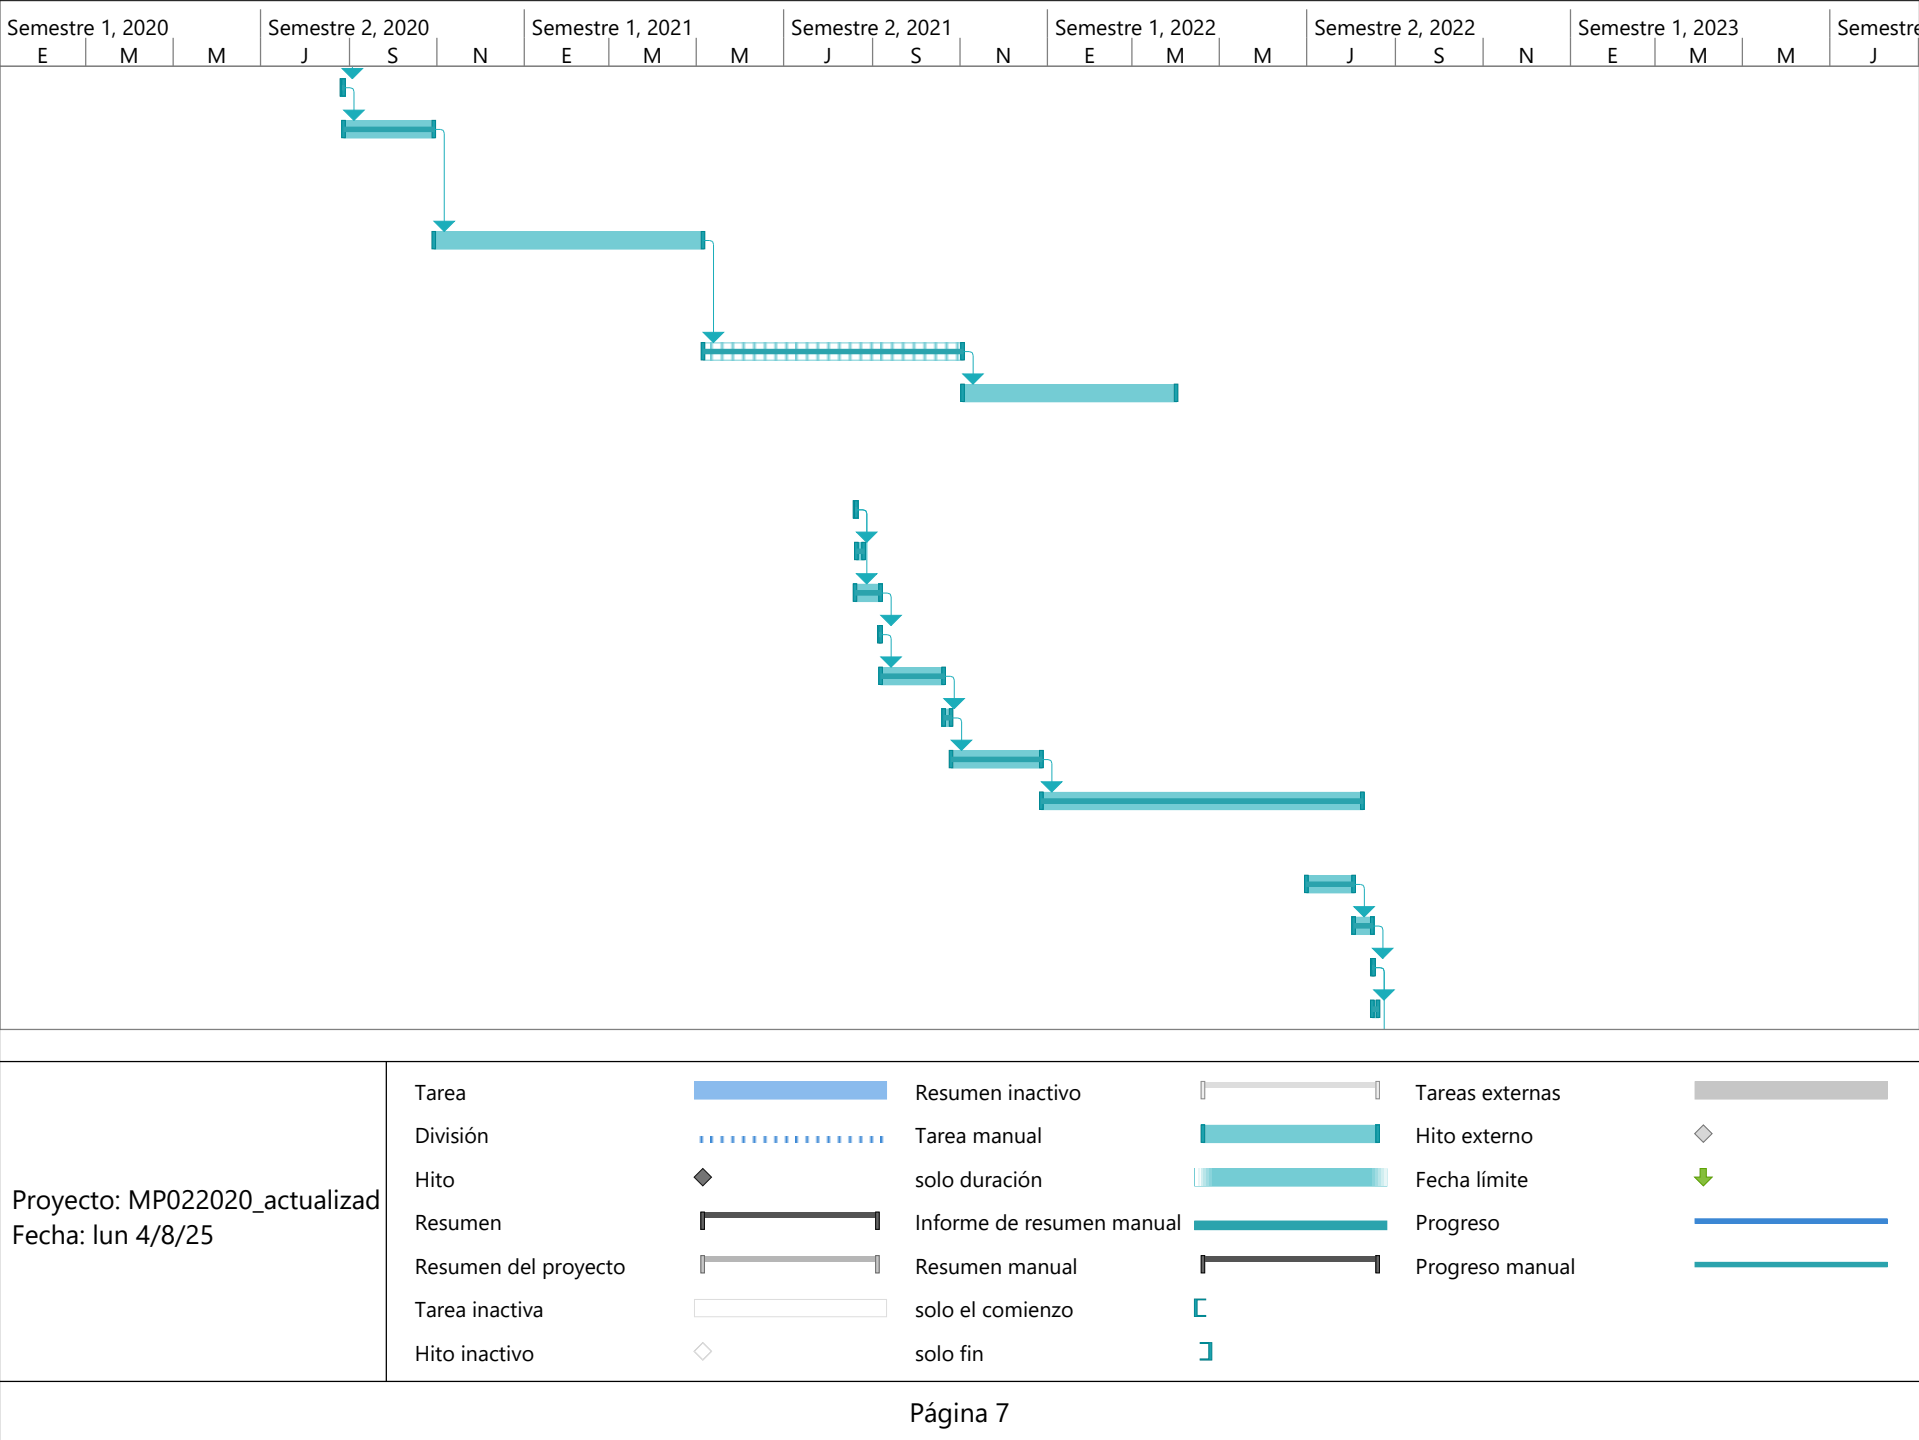 Semestre 1, 2020 Semestre 2, 2020 Semestre 1, 2021 Semestre 2, 2021 Semestre 1, 2022 Semestre 2, 2022 Semestre 1, 2023 Semestre
E M M J S N E M M J S N E M M J S N E M M J
Proyecto: MP022020_actualizad
Fecha: lun 4/8/25
Tarea
División
Hito
Resumen
Resumen del proyecto
Tarea inactiva
Hito inactivo
Resumen inactivo
Tarea manual
solo duración
Informe de resumen manual
Resumen manual
solo el comienzo
solo fin
Tareas externas
Hito externo
Fecha límite
Progreso
Progreso manual
Página 7